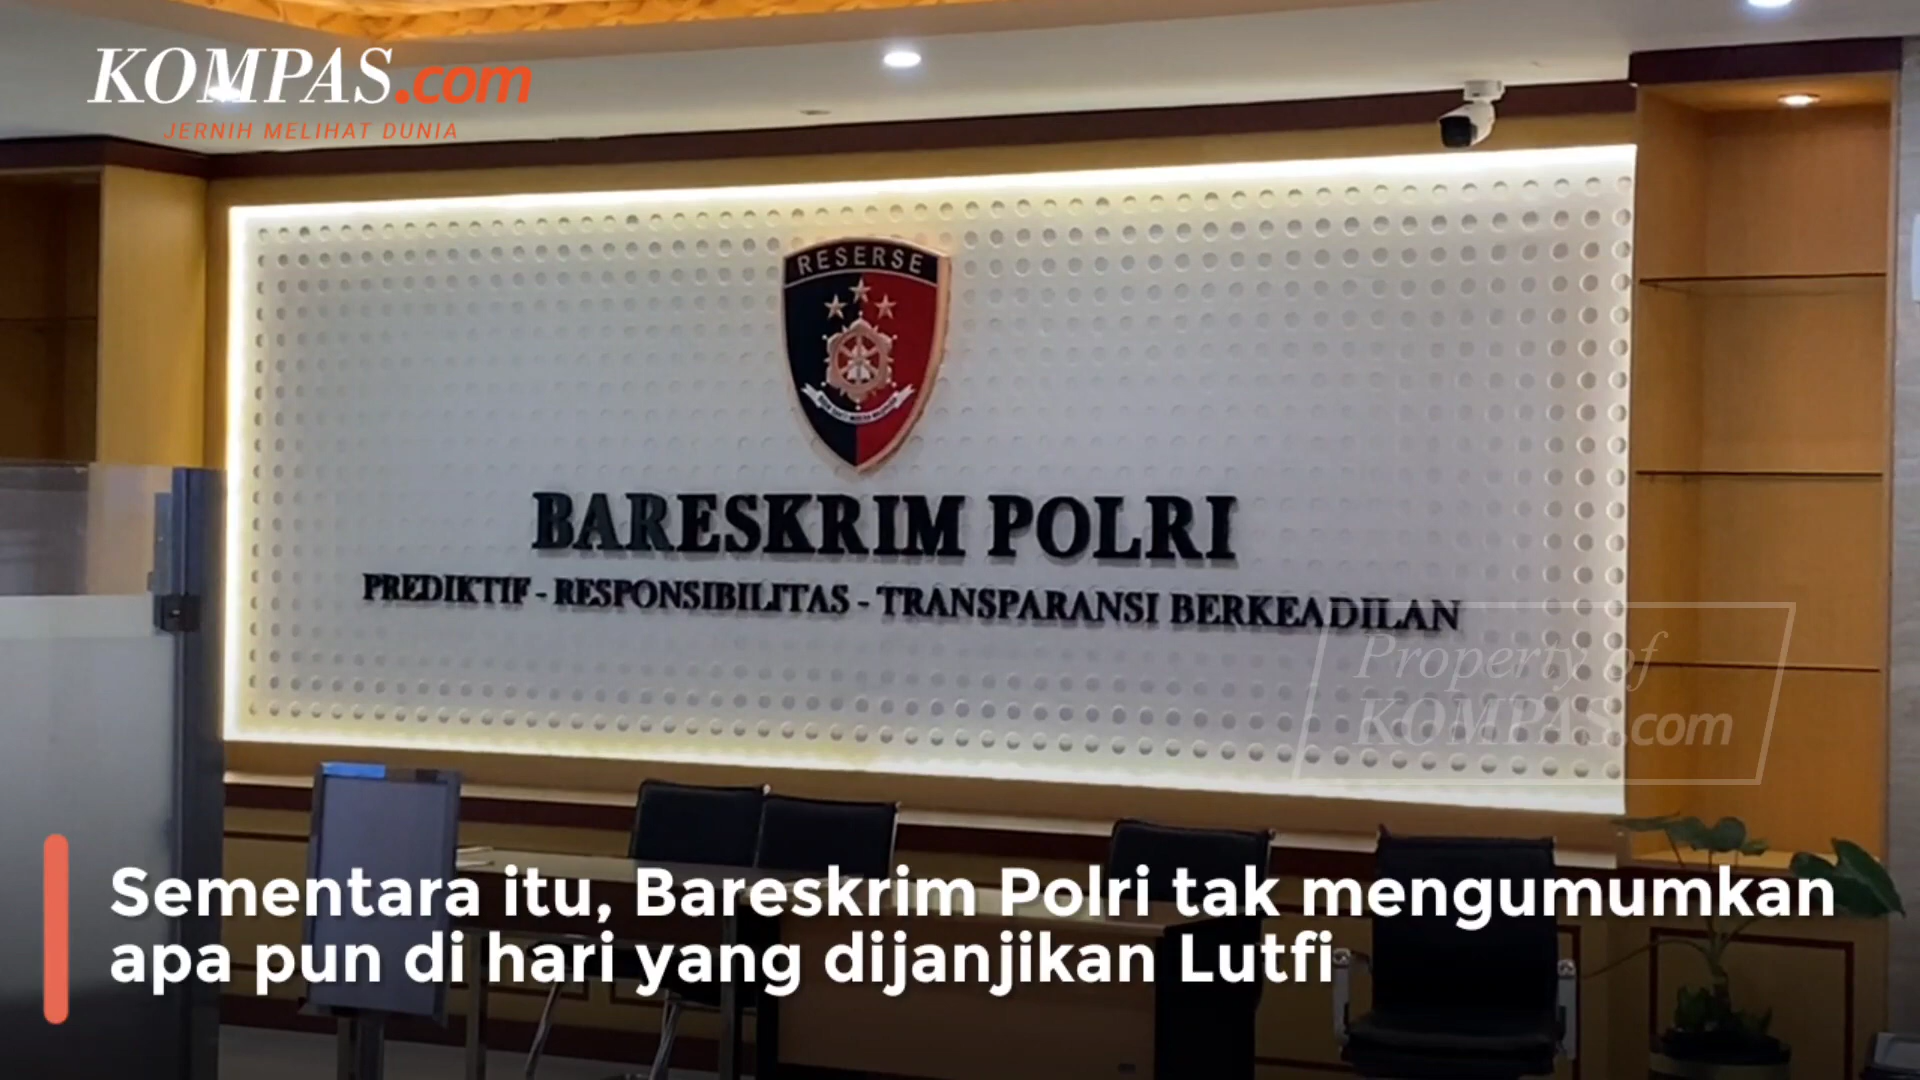 KOMPAS.com
JERNIH MELIHAT DUNIA
RESERSE
BARESKRIM POLRI
PREDIKTIF - RESPONSIBILITAS - TRANSPARANSI BERKEADILAN
Property of
KOMPAS.com
Sementara itu, Bareskrim Polri tak mengumumkan
apa pun di hari yang dijanjikan Lutfi